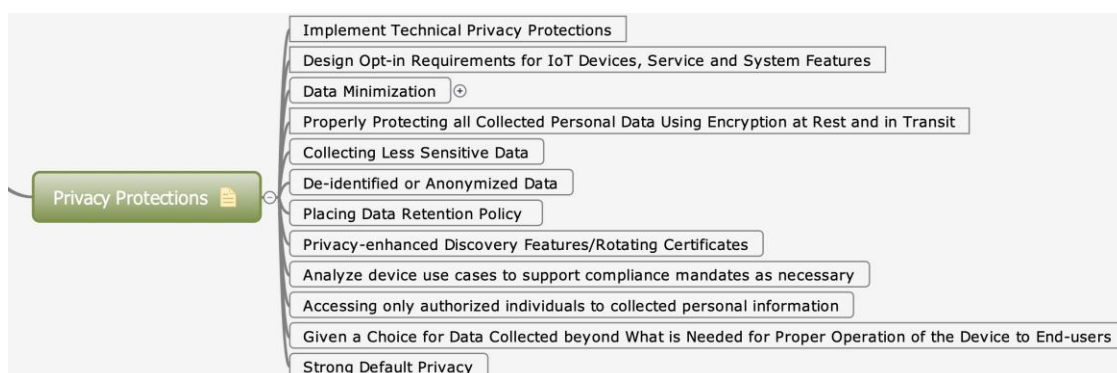 Implement Technical Privacy Protections
Design Opt-in Requirements for IoT Devices, Service and System Features
Data Minimization
Properly Protecting all Collected Personal Data Using Encryption at Rest and in Transit
Collecting Less Sensitive Data
De-identified or Anonymized Data
Privacy Protections
Placing Data Retention Policy
Privacy-enhanced Discovery Features/Rotating Certificates
Analyze device use cases to support compliance mandates as necessary
Accessing only authorized individuals to collected personal information
Given a Choice for Data Collected beyond What is Needed for Proper Operation of the Device to End-users
Strong Default Privacy